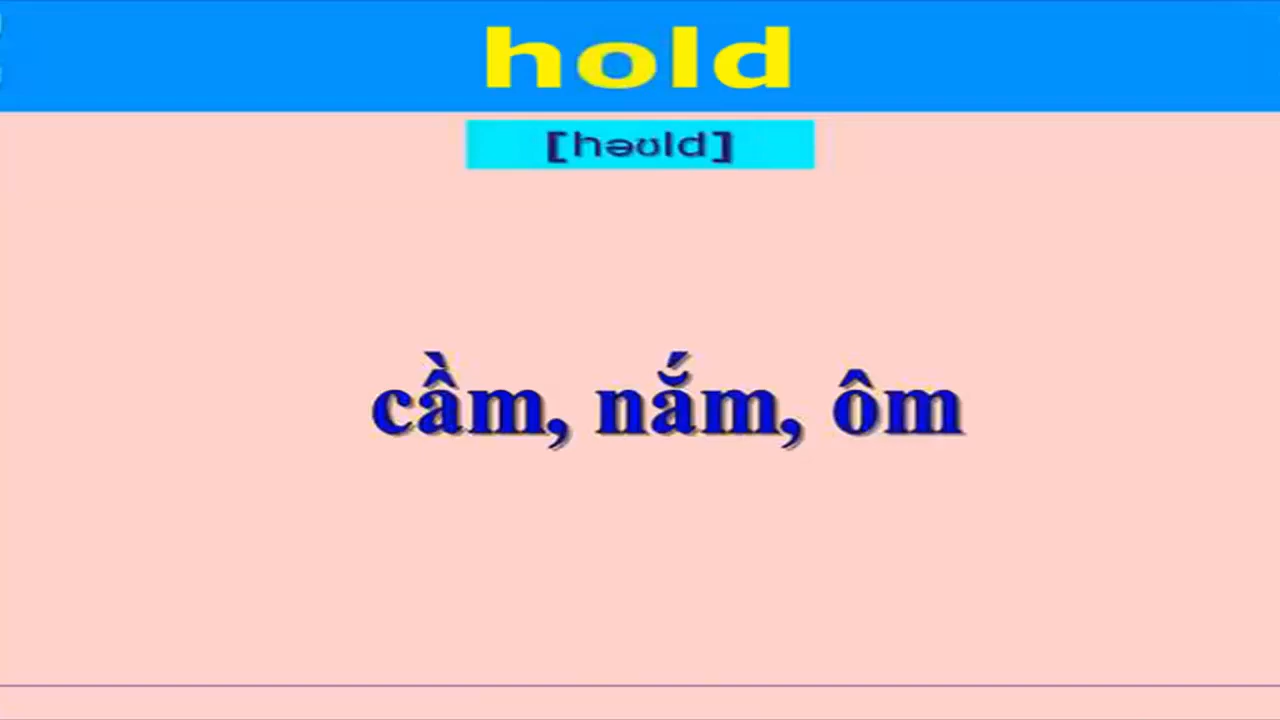 hold
[həʊld]
cầm, nắm, ôm